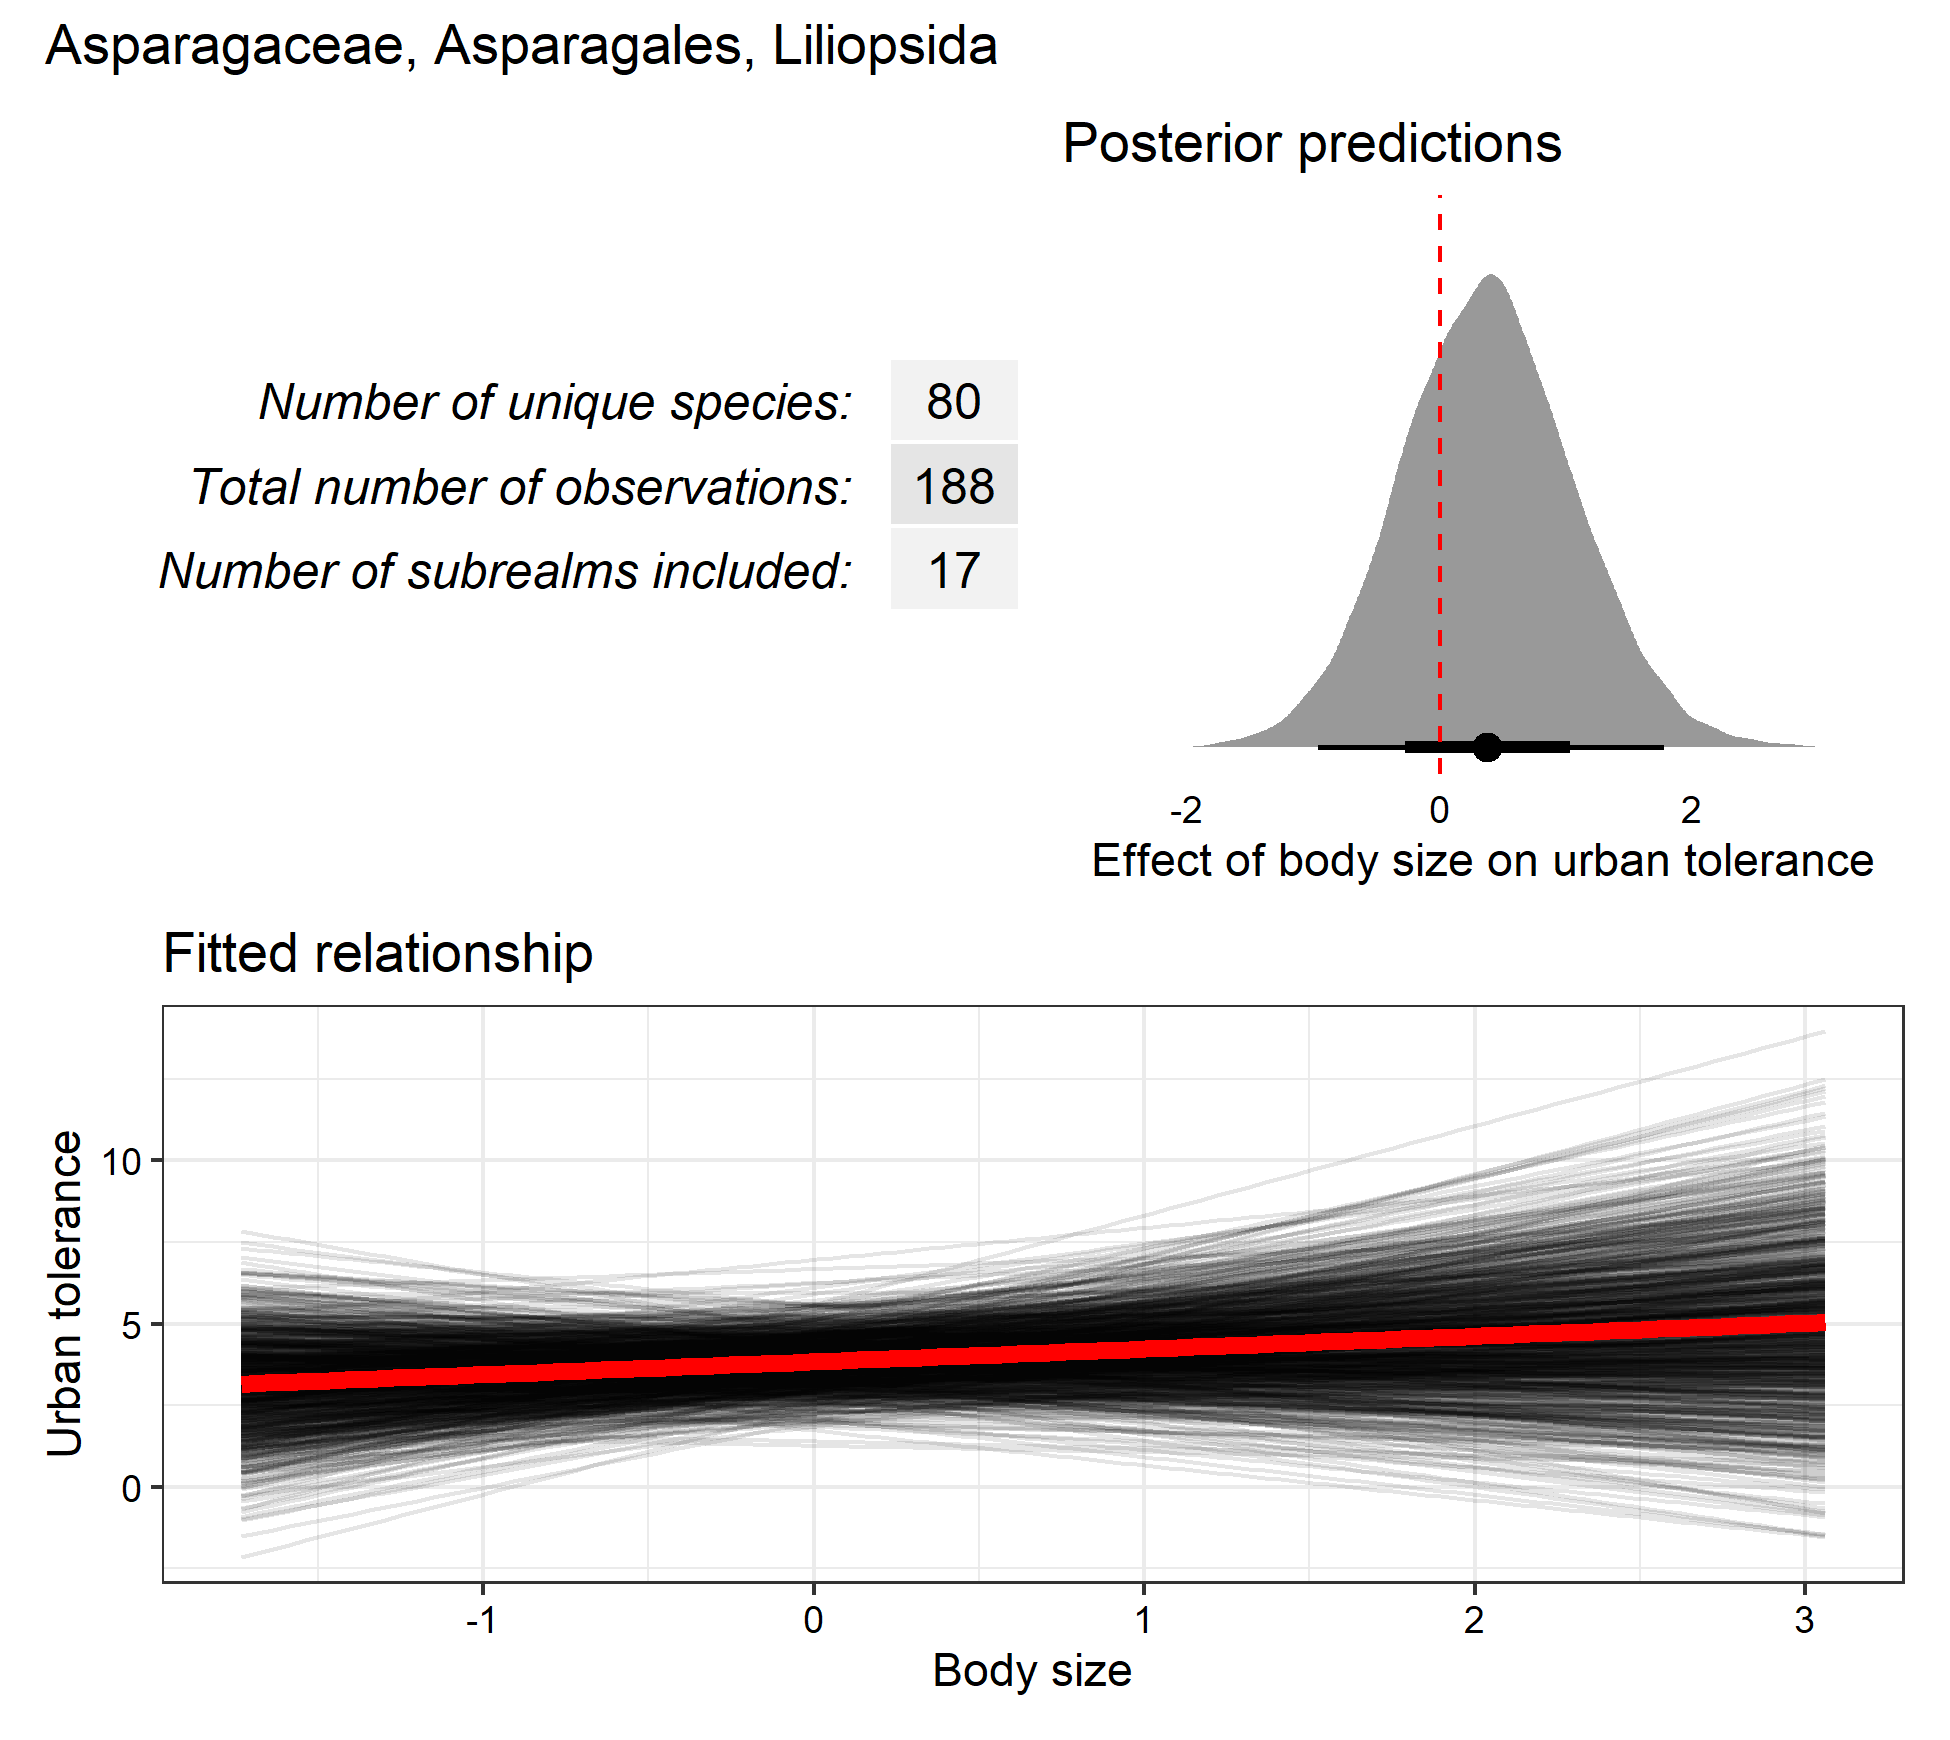 Asparagaceae, Asparagales, Liliopsida
Posterior predictions
Number of unique species: 80
Total number of observations: 188
Number of subrealms included: 17
-2 0 2
Effect of body size on urban tolerance
Fitted relationship
Urban tolerance
10
5
0
-1 0 1 2 3
Body size